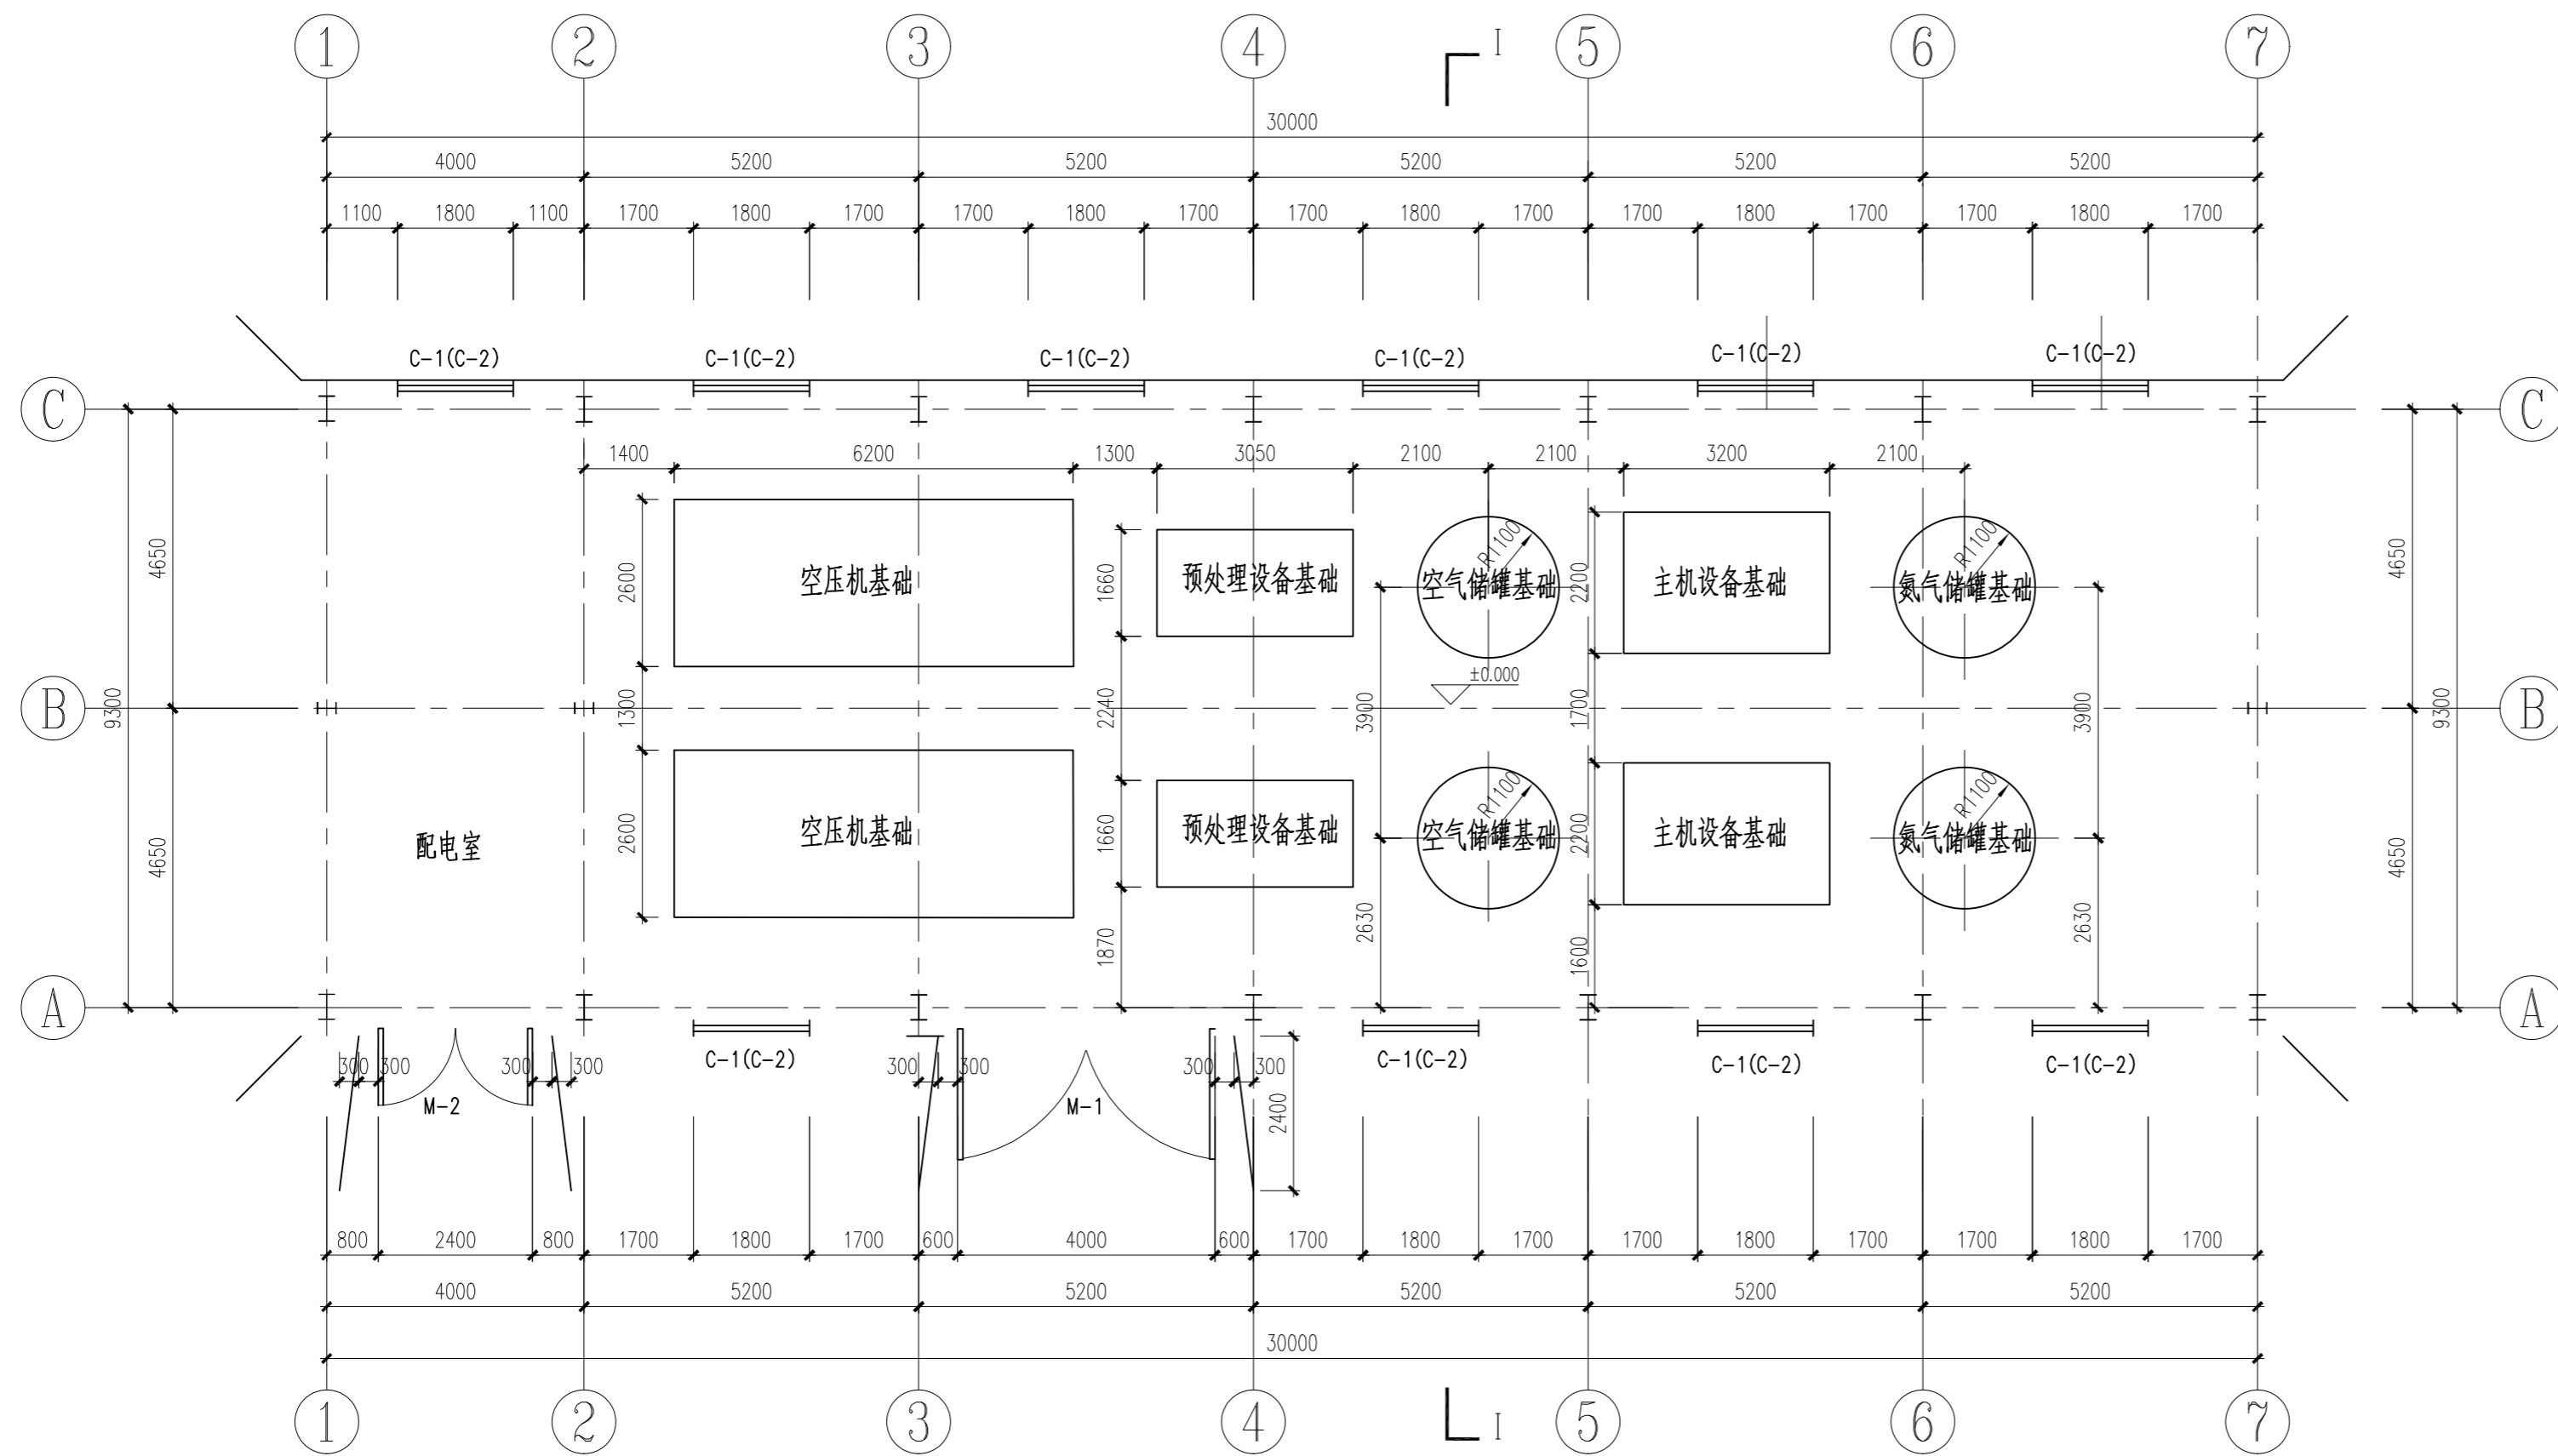 1 2 3 4 5 6 7
I
30000
4000 5200 5200 5200 5200 5200
1100 1800 1100 1700 1800 1700 1700 1800 1700 1700 1800 1700 1700 1800 1700 1700 1800 1700
C-1(C-2) C-1(C-2) C-1(C-2) C-1(C-2) C-1(C-2) C-1(C-2)
C C
1400 6200 1300 3050 2100 2100 3200 2100
4650 2600 空压机基础 1660 预处理设备基础 R1100 空气储罐基础 2200 主机设备基础 R1100 氮气储罐基础 4650
±0.000
B 9300 1300 2240 3900 1700 3900 9300 B
4650 配电室 2600 空压机基础 1660 预处理设备基础 R1100 空气储罐基础 2200 主机设备基础 R1100 氮气储罐基础 4650
1870 2630 1600 2630
A A
300 300 300 300 C-1(C-2) 300 300 300 300 C-1(C-2) C-1(C-2) C-1(C-2)
M-2 M-1 2400
800 2400 800 1700 1800 1700 600 4000 600 1700 1800 1700 1700 1800 1700 1700 1800 1700
4000 5200 5200 5200 5200 5200
30000
1 2 3 4 I 5 6 7